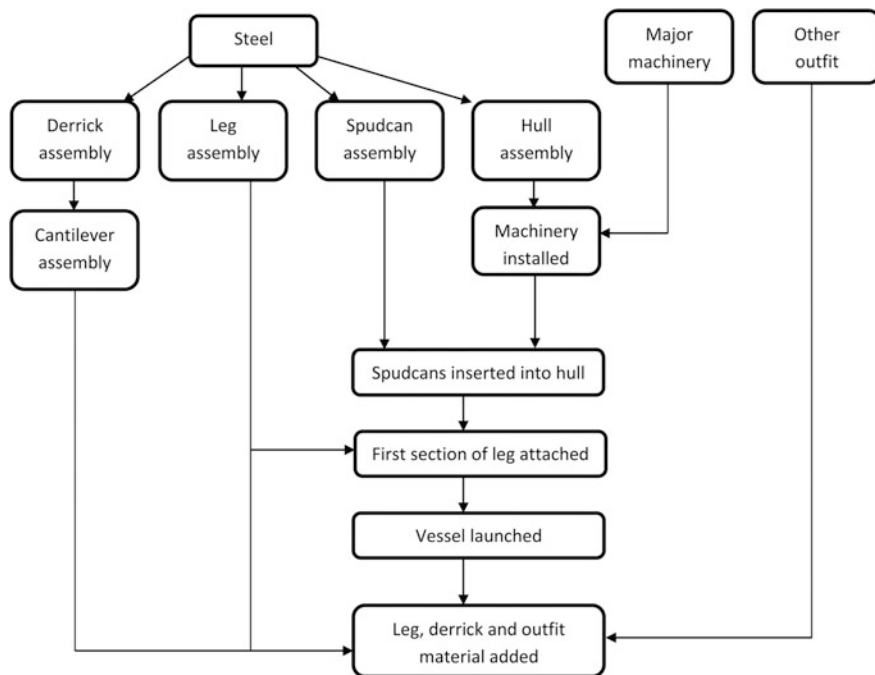 Steel
Major
machinery
Other
outfit
Derrick
assembly
Leg
assembly
Spudcan
assembly
Hull
assembly
Cantilever
assembly
Machinery
installed
Spudcans inserted into hull
First section of leg attached
Vessel launched
Leg, derrick and outfit
material added